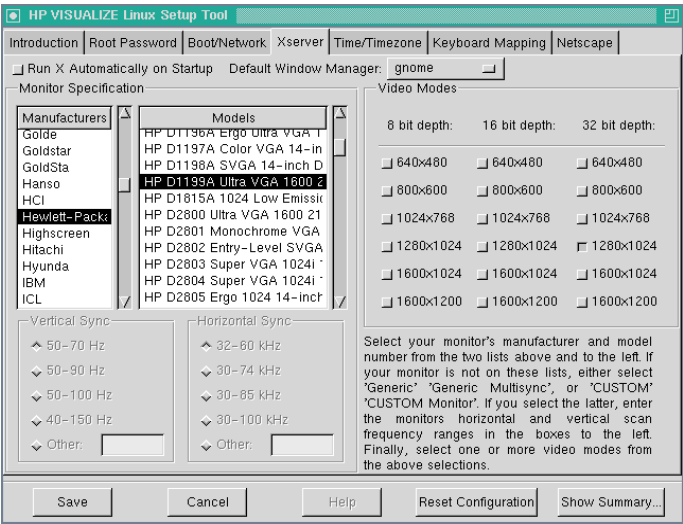 HP VISUALIZE Linux Setup Tool
Introduction Root Password Boot/Network Xserver Time/Timezone Keyboard Mapping Netscape
Run X Automatically on Startup Default Window Manager: gnome
Monitor Specification
Manufacturers
Golde
Goldstar
GoldSta
Hanso
HCI
Hewlett-Packa
Highscreen
Hitachi
Hyunda
IBM
ICL
Models
HP D1196A Ergo Ultra VGA 1
HP D1197A Color VGA 14-in
HP D1198A SVGA 14-inch D
HP D1199A Ultra VGA 1600 2
HP D1815A 1024 Low Emissio
HP D2800 Ultra VGA 1600 21
HP D2801 Monochrome VGA
HP D2802 Entry-Level SVGA
HP D2803 Super VGA 1024i
HP D2804 Super VGA 1024i
HP D2805 Ergo 1024 14-inch
Vertical Sync
50-70 Hz
50-90 Hz
50-100 Hz
40-150 Hz
Other:
Horizontal Sync
32-60 kHz
30-74 kHz
30-85 kHz
30-100 kHz
Other:
Video Modes
8 bit depth: 16 bit depth: 32 bit depth:
640x480 640x480 640x480
800x600 800x600 800x600
1024x768 1024x768 1024x768
1280x1024 1280x1024 1280x1024
1600x1024 1600x1024 1600x1024
1600x1200 1600x1200 1600x1200
Select your monitor's manufacturer and model
number from the two lists above and to the left. If
your monitor is not on these lists, either select
'Generic' 'Generic Multisync', or 'CUSTOM'
'CUSTOM Monitor'. If you select the latter, enter
the monitors horizontal and vertical scan
frequency ranges in the boxes to the left.
Finally, select one or more video modes from
the above selections.
Save Cancel Help Reset Configuration Show Summary...